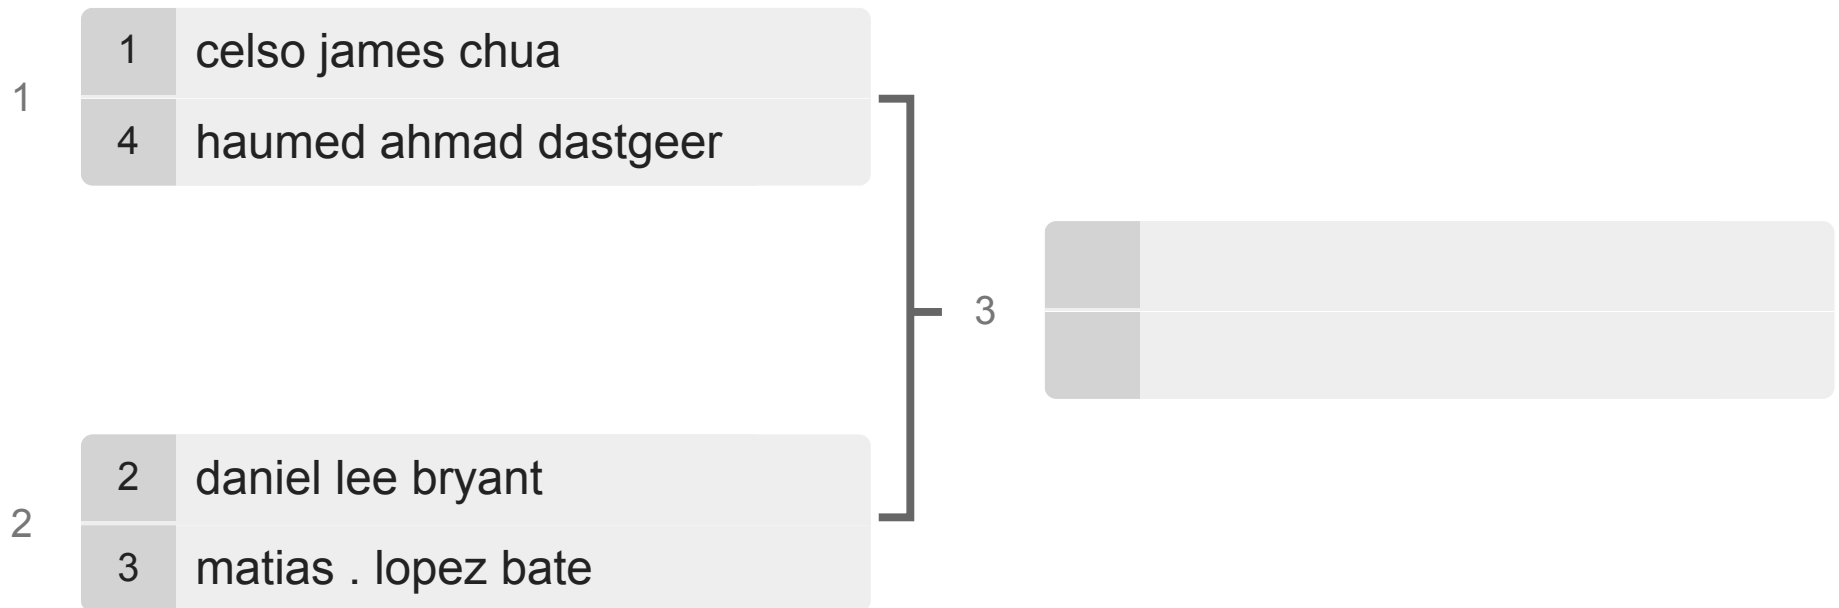 1
1 celso james chua
4 haumed ahmad dastgeer
3
2
2 daniel lee bryant
3 matias . lopez bate